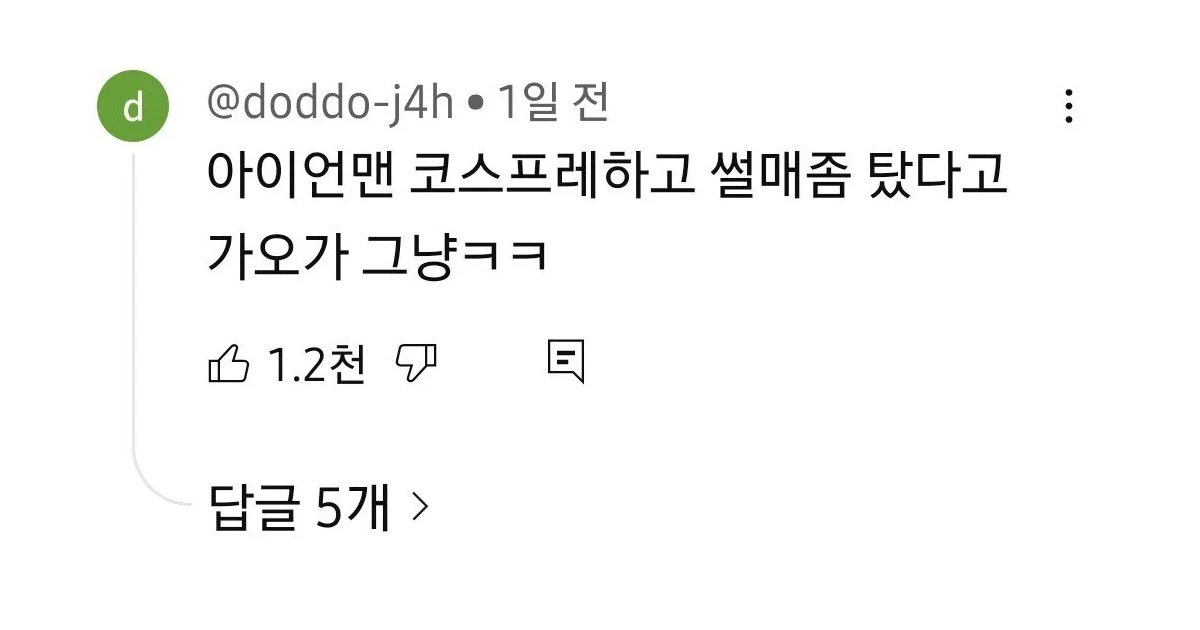 d
@doddo-j4h • 1일 전
아이언맨 코스프레하고 썰매좀 탔다고
가오가 그냥ㅋㅋ
1.2천
답글 5개 >